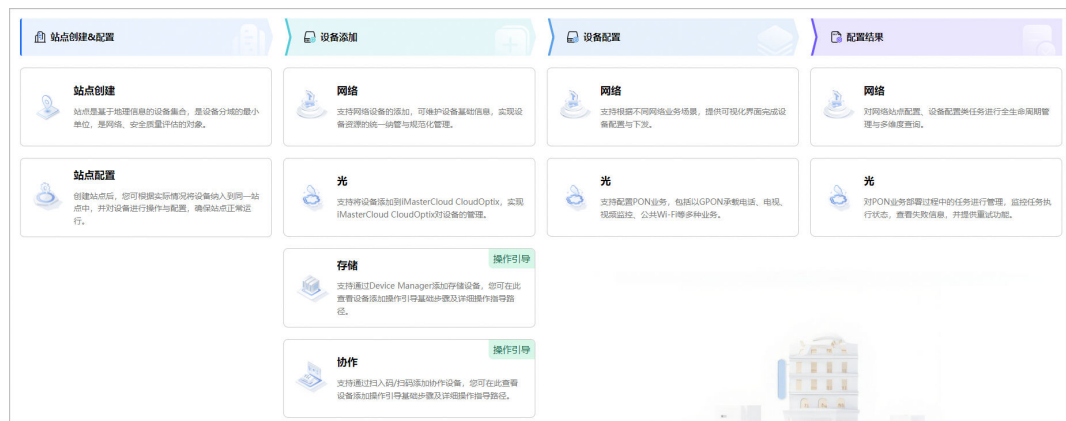 站点创建&配置
设备添加
设备配置
配置结果
站点创建
站点是基于地理信息的设备集合，是设备分域的最小
单位，是网络、安全质量评估的对象。
网络
支持网络设备的添加，可维护设备基础信息，实现设
备资源的统一纳管与规范化管理。
网络
支持根据不同网络业务场景，提供可视化界面完成设
备配置与下发。
网络
对网络站点配置、设备配置类任务进行全生命周期管
理与多维度查询。
站点配置
创建站点后，您可根据实际情况将设备纳入到同一站
点中，并对设备进行操作与配置，确保站点正常运
行。
光
支持将设备添加到iMasterCloud CloudOptix，实现
iMasterCloud CloudOptix对设备的管理。
光
支持配置PON业务，包括以GPON承载电话、电视、
视频监控、公共Wi-Fi等多种业务。
光
对PON业务部署过程中的任务进行管理，监控任务执
行状态，查看失败信息，并提供重试功能。
操作引导
存储
支持通过Device Manager添加存储设备，您可在此
查看设备添加操作引导基础步骤及详细操作指导路
径。
操作引导
协作
支持通过扫入码/扫码添加协作设备，您可在此查看
设备添加操作引导基础步骤及详细操作指导路径。